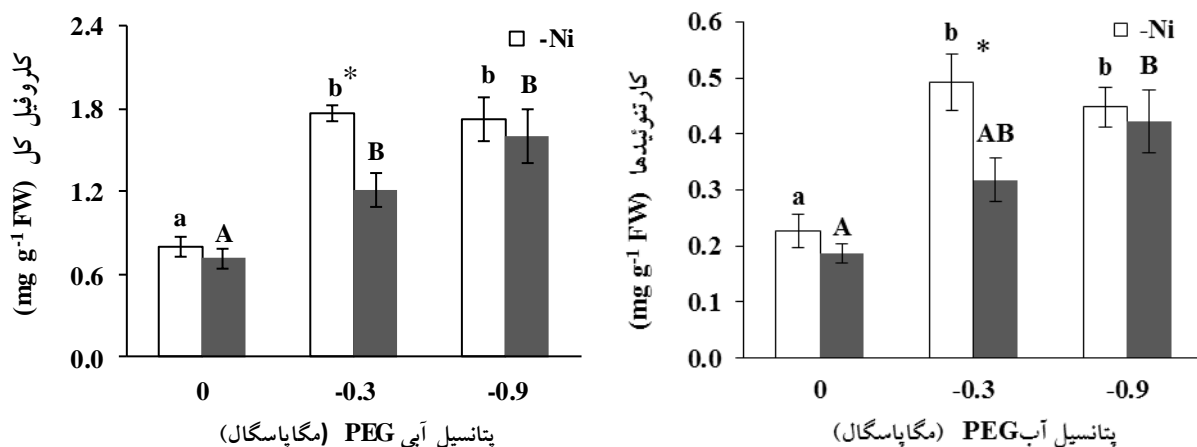 2.4
1.8
1.2
0.6
0.0
کلروفیل کل (mg g-1 FW)
-Ni
a
A
b*
B
b
B
0
-0.3
-0.9
پتانسیل آبی PEG (مگاپاسگال)
0.6
0.5
0.4
0.3
0.2
0.1
0.0
کارتنوئیدها (mg g-1 FW)
-Ni
a
A
b
*
AB
b
B
0
-0.3
-0.9
پتانسیل آب PEG (مگاپاسگال)